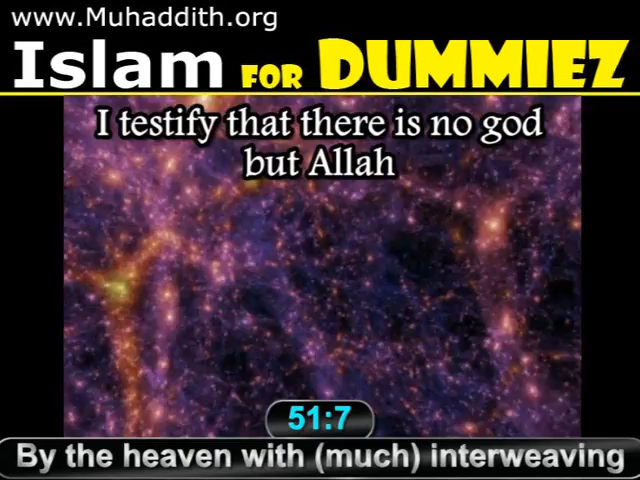 www.Muhaddith.org
Islam FOR DUMMIEZ
I testify that there is no god
but Allah
51:7
By the heaven with (much) interweaving